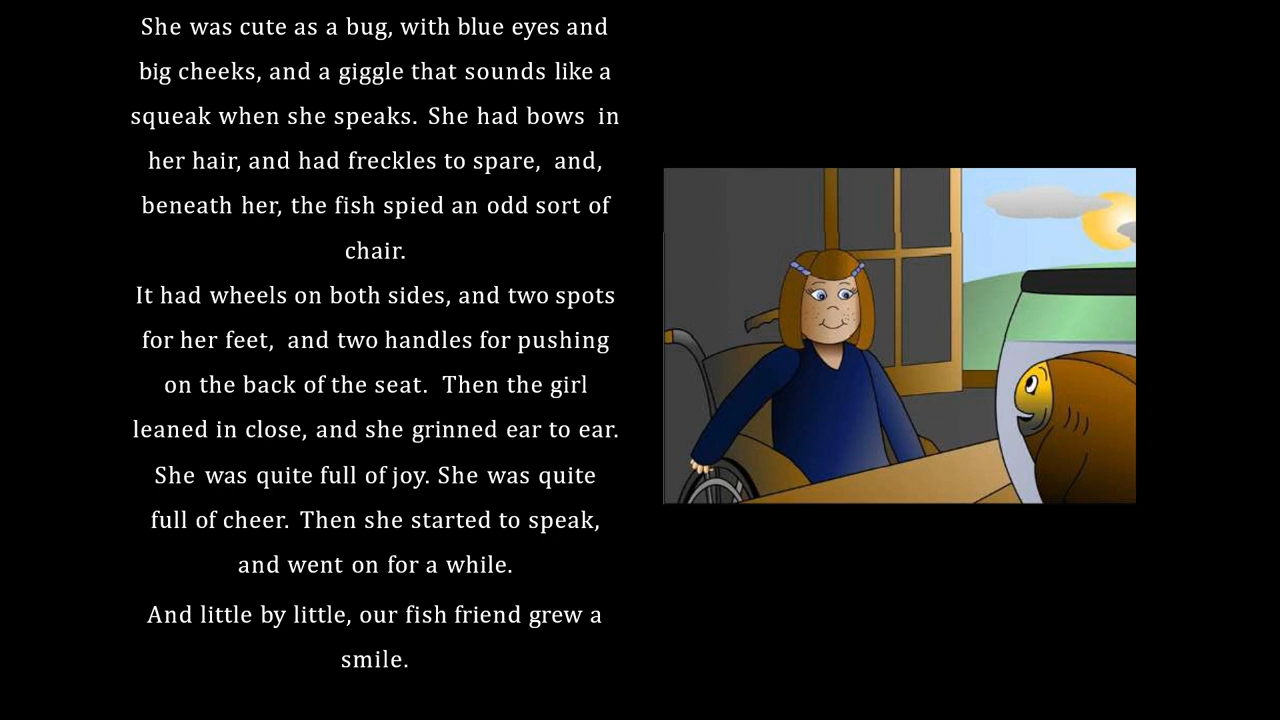 She was cute as a bug, with blue eyes and
big cheeks, and a giggle that sounds like a
squeak when she speaks. She had bows in
her hair, and had freckles to spare, and,
beneath her, the fish spied an odd sort of
chair.
It had wheels on both sides, and two spots
for her feet, and two handles for pushing
on the back of the seat. Then the girl
leaned in close, and she grinned ear to ear.
She was quite full of joy. She was quite
full of cheer. Then she started to speak,
and went on for a while.
And little by little, our fish friend grew a
smile.